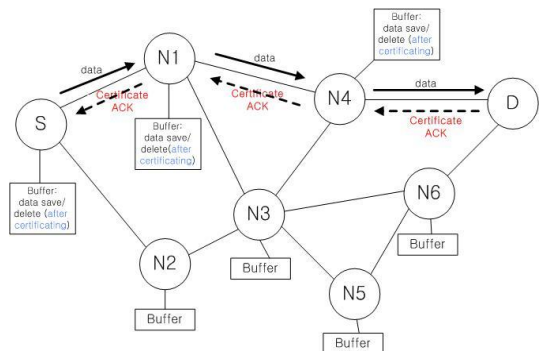 Buffer:
data save/
delete (after
certificating)
N1
data
data
N4
data
D
Certificate
ACK
Certificate
ACK
Certificate
ACK
S
Buffer:
data save/
delete(after
certificating)
Buffer:
data save/
delete (after
certificating)
N3
N6
Buffer
N2
Buffer
N5
Buffer
Buffer